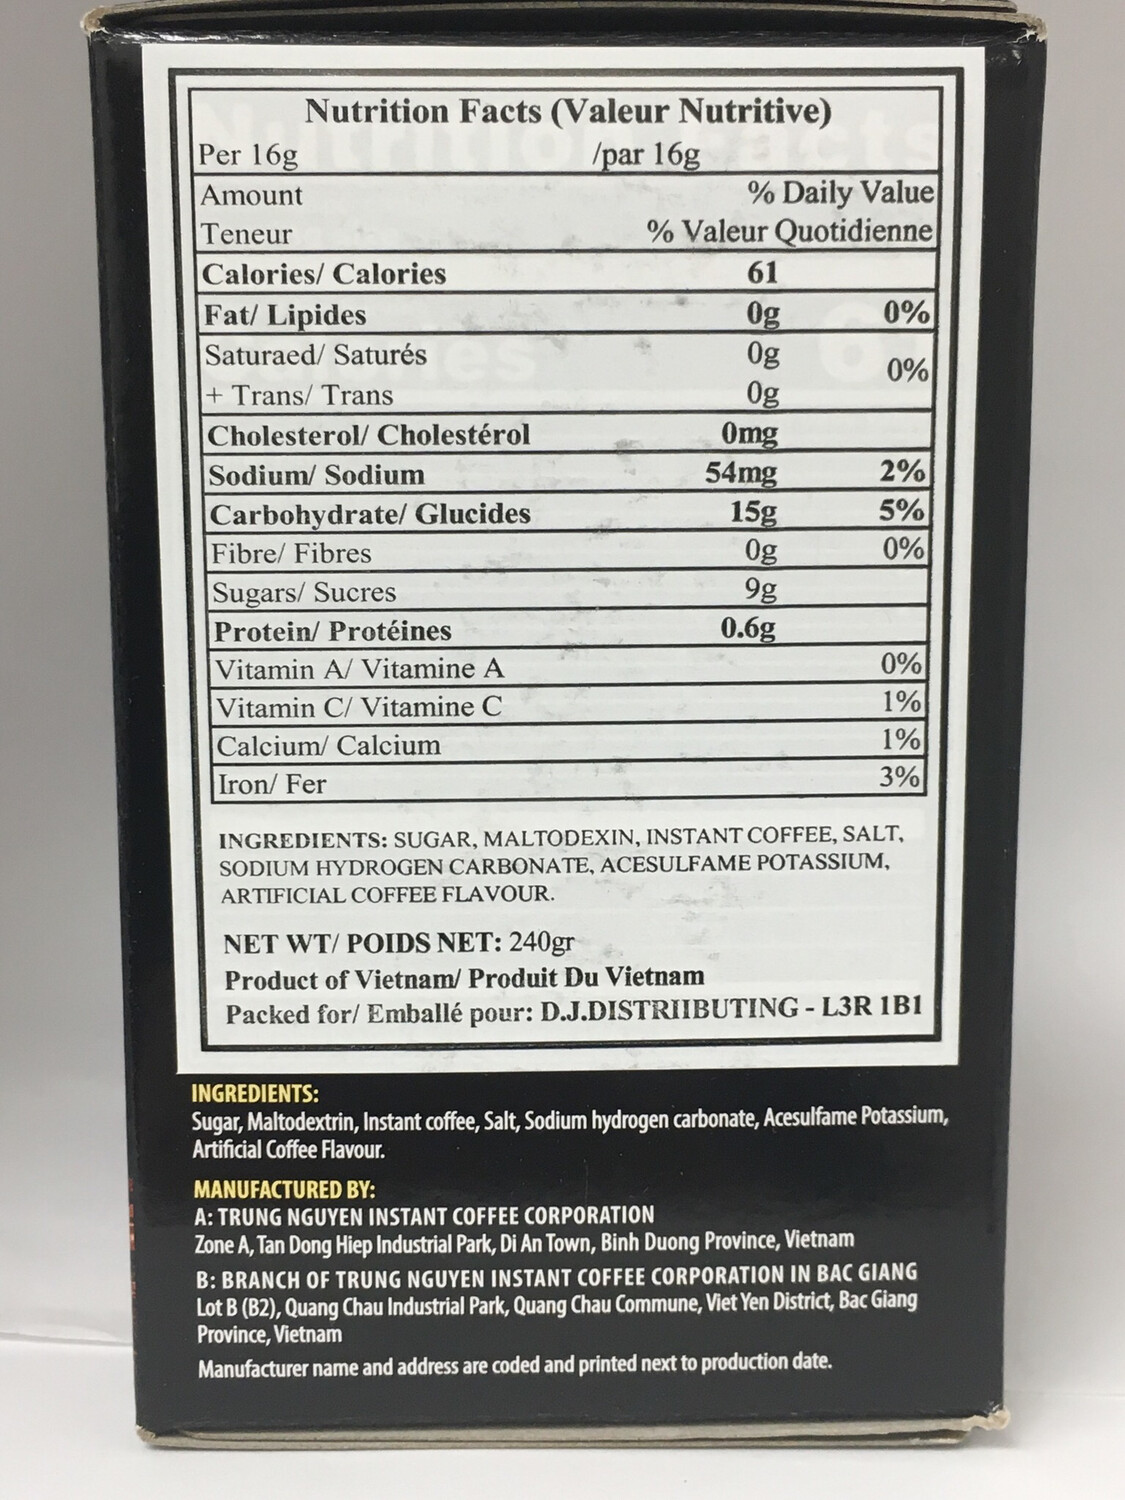 Nutrition Facts (Valeur Nutritive)
Per 16g /par 16g
Amount % Daily Value
Teneur % Valeur Quotidienne
Calories/ Calories 61
Fat/ Lipides 0g 0%
Saturaed/ Saturés 0g 0%
+ Trans/ Trans 0g
Cholesterol/ Cholestérol 0mg
Sodium/ Sodium 54mg 2%
Carbohydrate/ Glucides 15g 5%
Fibre/ Fibres 0g 0%
Sugars/ Sucres 9g
Protein/ Protéines 0.6g
Vitamin A/ Vitamine A 0%
Vitamin C/ Vitamine C 1%
Calcium/ Calcium 1%
Iron/ Fer 3%
INGREDIENTS: SUGAR, MALTODEXIN, INSTANT COFFEE, SALT,
SODIUM HYDROGEN CARBONATE, ACESULFAME POTASSIUM,
ARTIFICIAL COFFEE FLAVOUR.
NET WT/ POIDS NET: 240gr
Product of Vietnam/ Produit Du Vietnam
Packed for/ Emballé pour: D.J.DISTRIIBUTING - L3R 1B1
INGREDIENTS:
Sugar, Maltodextrin, Instant coffee, Salt, Sodium hydrogen carbonate, Acesulfame Potassium,
Artificial Coffee Flavour.
MANUFACTURED BY:
A: TRUNG NGUYEN INSTANT COFFEE CORPORATION
Zone A, Tan Dong Hiep Industrial Park, Di An Town, Binh Duong Province, Vietnam
B: BRANCH OF TRUNG NGUYEN INSTANT COFFEE CORPORATION IN BAC GIANG
Lot B (B2), Quang Chau Industrial Park, Quang Chau Commune, Viet Yen District, Bac Giang
Province, Vietnam
Manufacturer name and address are coded and printed next to production date.